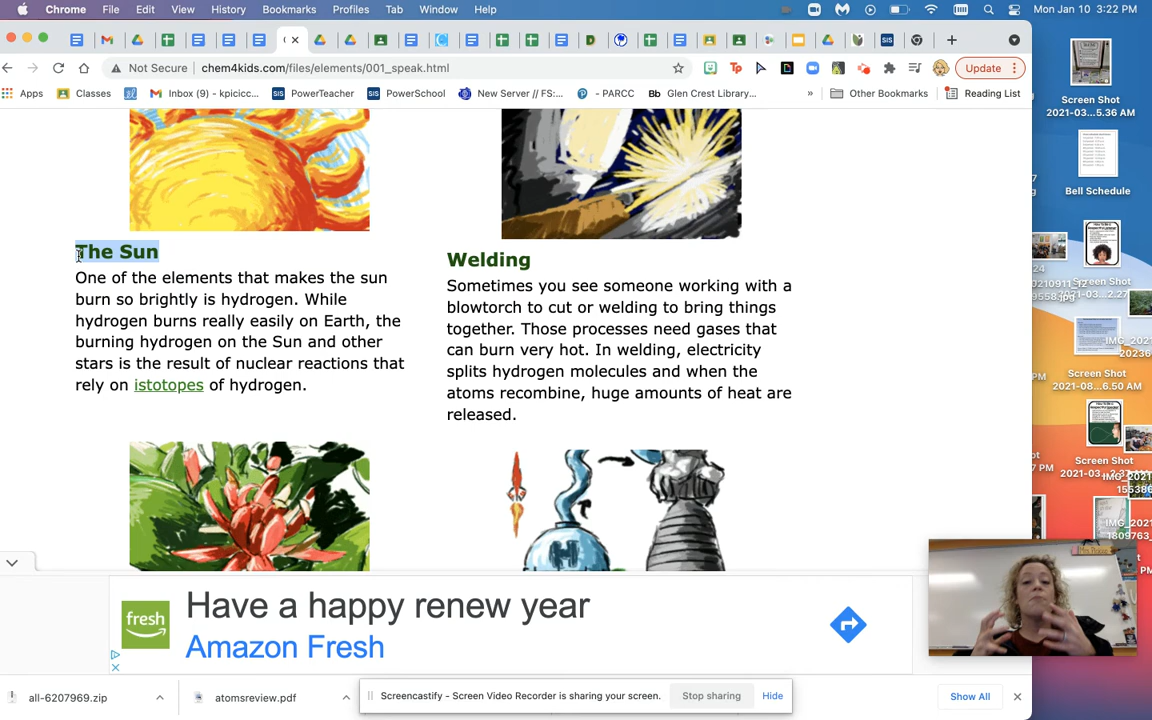 Chrome File Edit View History Bookmarks Profiles Tab Window Help
Mon Jan 10 3:22 PM
Not Secure chem4kids.com/files/elements/001_speak.html
Update
Apps Classes Inbox (9) - kpicicc... PowerTeacher PowerSchool New Server // FS:... - PARCC Glen Crest Library... » Other Bookmarks Reading List
The Sun
One of the elements that makes the sun
burn so brightly is hydrogen. While
hydrogen burns really easily on Earth, the
burning hydrogen on the Sun and other
stars is the result of nuclear reactions that
rely on istotopes of hydrogen.
Welding
Sometimes you see someone working with a
blowtorch to cut or welding to bring things
together. Those processes need gases that
can burn very hot. In welding, electricity
splits hydrogen molecules and when the
atoms recombine, huge amounts of heat are
released.
H
fresh
Have a happy renew year
Amazon Fresh
all-6207969.zip
atomsreview.pdf
Screencastify - Screen Video Recorder is sharing your screen.
Stop sharing
Hide
Show All
Screen Shot
2021-03...5.36 AM
Bell Schedule
Screen Shot
2021-03...2.27
Screen Shot
2021-08...6.50 AM
Screen Shot